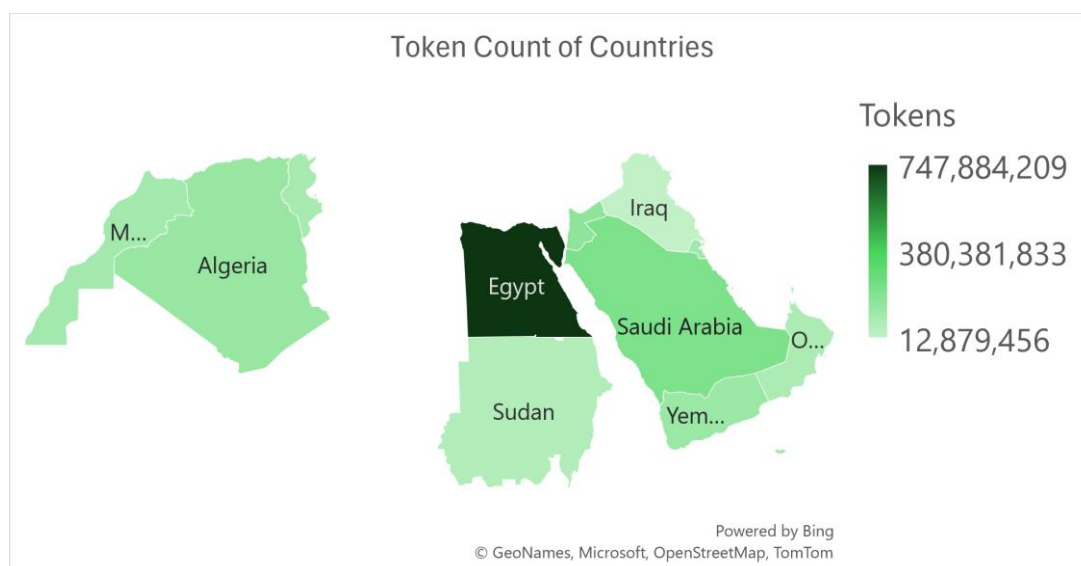 Token Count of Countries
Tokens
747,884,209
380,381,833
12,879,456
M...
Algeria
Egypt
Sudan
Iraq
Saudi Arabia
O...
Yem...
Powered by Bing
© GeoNames, Microsoft, OpenStreetMap, TomTom